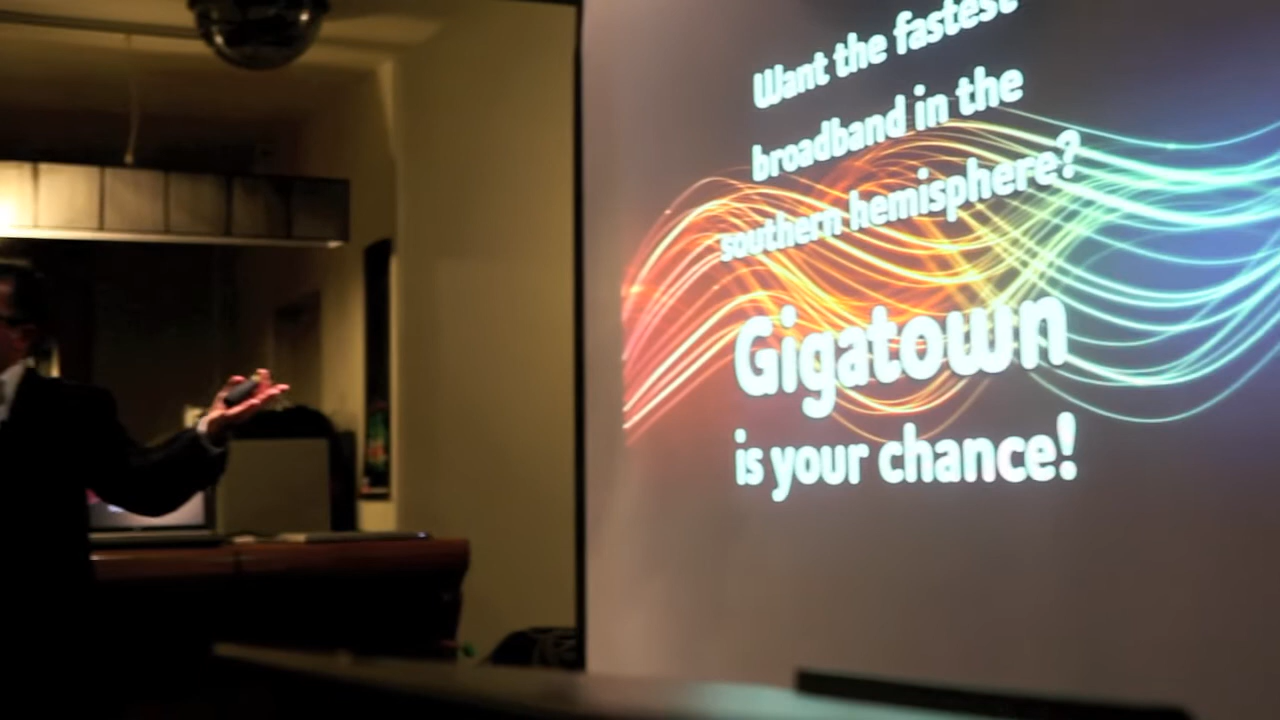 Want the fastest
broadband in the
southern hemisphere?
Gigatown
is your chance!